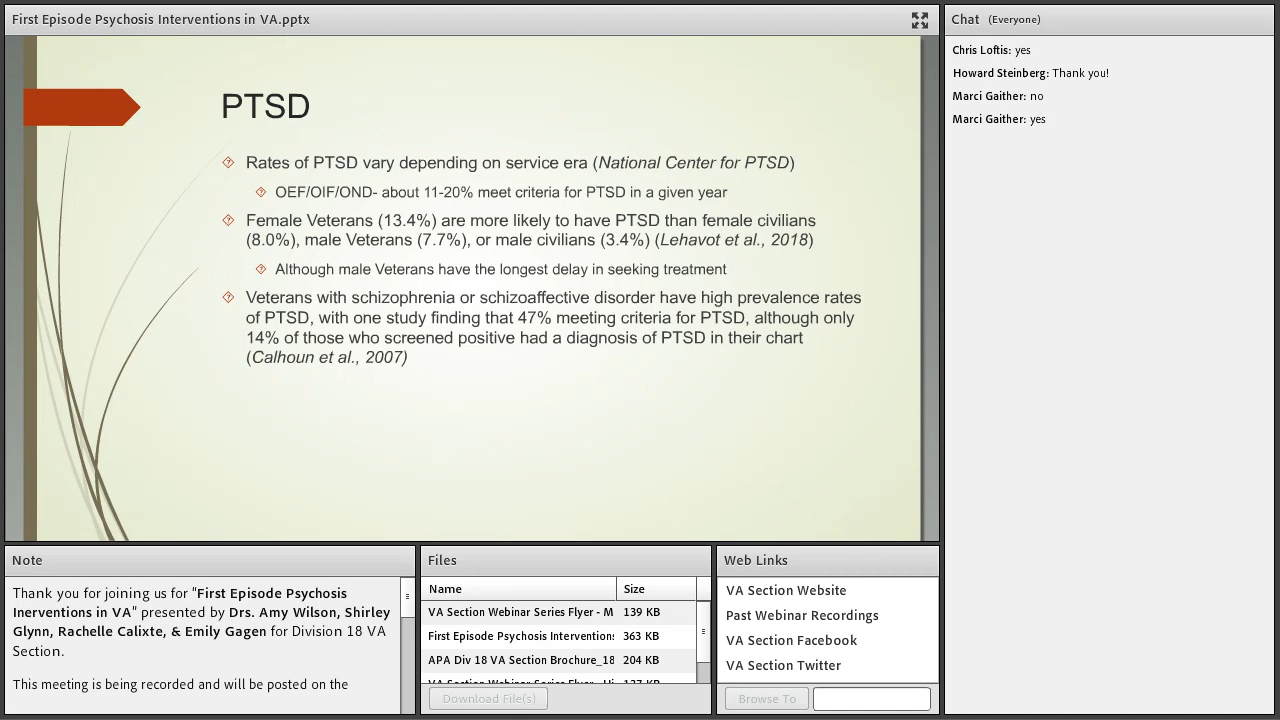 First Episode Psychosis Interventions in VA.pptx
PTSD
Rates of PTSD vary depending on service era (National Center for PTSD)
OEF/OIF/OND- about 11-20% meet criteria for PTSD in a given year
Female Veterans (13.4%) are more likely to have PTSD than female civilians
(8.0%), male Veterans (7.7%), or male civilians (3.4%) (Lehavot et al., 2018)
Although male Veterans have the longest delay in seeking treatment
Veterans with schizophrenia or schizoaffective disorder have high prevalence rates
of PTSD, with one study finding that 47% meeting criteria for PTSD, although only
14% of those who screened positive had a diagnosis of PTSD in their chart
(Calhoun et al., 2007)
Chat (Everyone)
Chris Loftis: yes
Howard Steinberg: Thank you!
Marci Gaither: no
Marci Gaither: yes
Note
Thank you for joining us for "First Episode Psychosis
Inerventions in VA" presented by Drs. Amy Wilson, Shirley
Glynn, Rachelle Calixte, & Emily Gagen for Division 18 VA
Section.
This meeting is being recorded and will be posted on the
Files
Name Size
VA Section Webinar Series Flyer - M 139 KB
First Episode Psychosis Interventions 363 KB
APA Div 18 VA Section Brochure_18 204 KB
VA Section Webinar Series Flyer - Hi 137 KB
Download File(s)
Web Links
VA Section Website
Past Webinar Recordings
VA Section Facebook
VA Section Twitter
Browse To